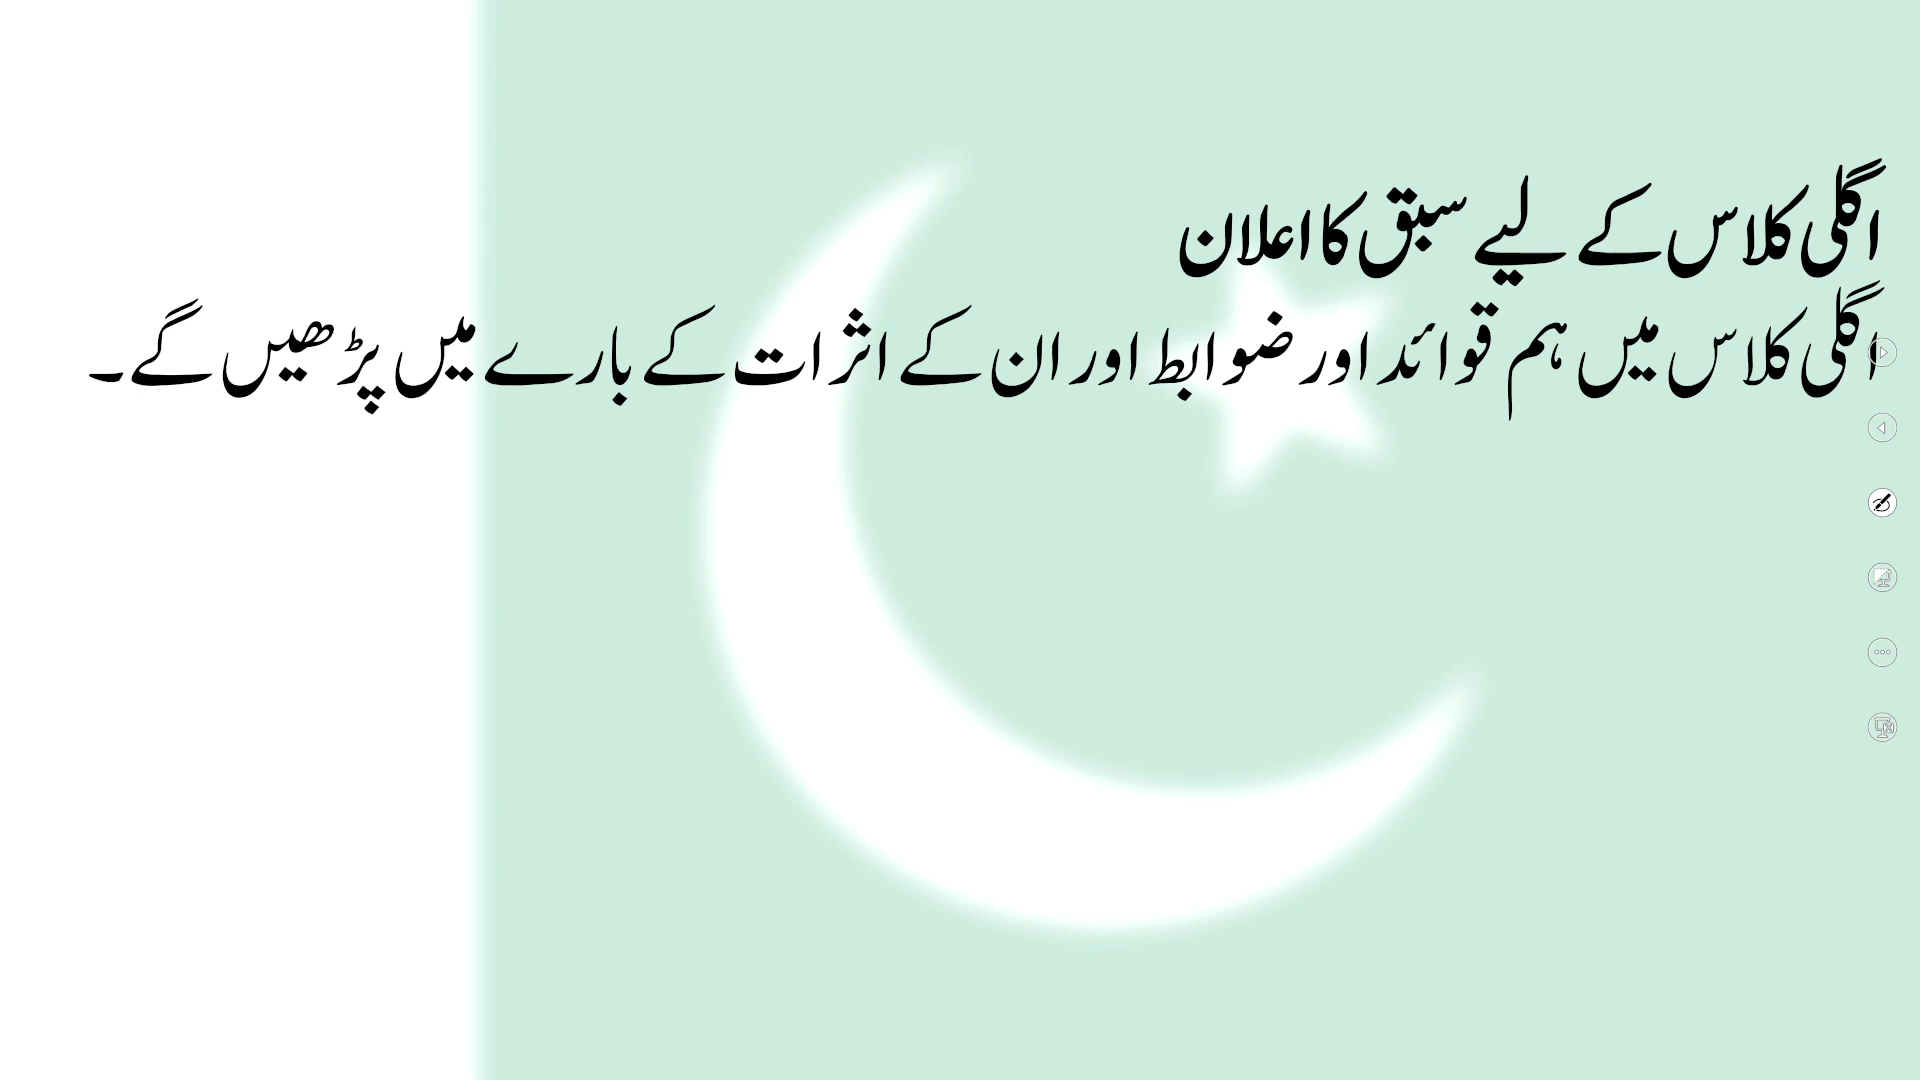 اگلی کلاس کے لیے سبق کا اعلان
اگلی کلاس میں ہم قوائد اور ضوابط اور ان کے اثرات کے بارے میں پڑھیں گے۔